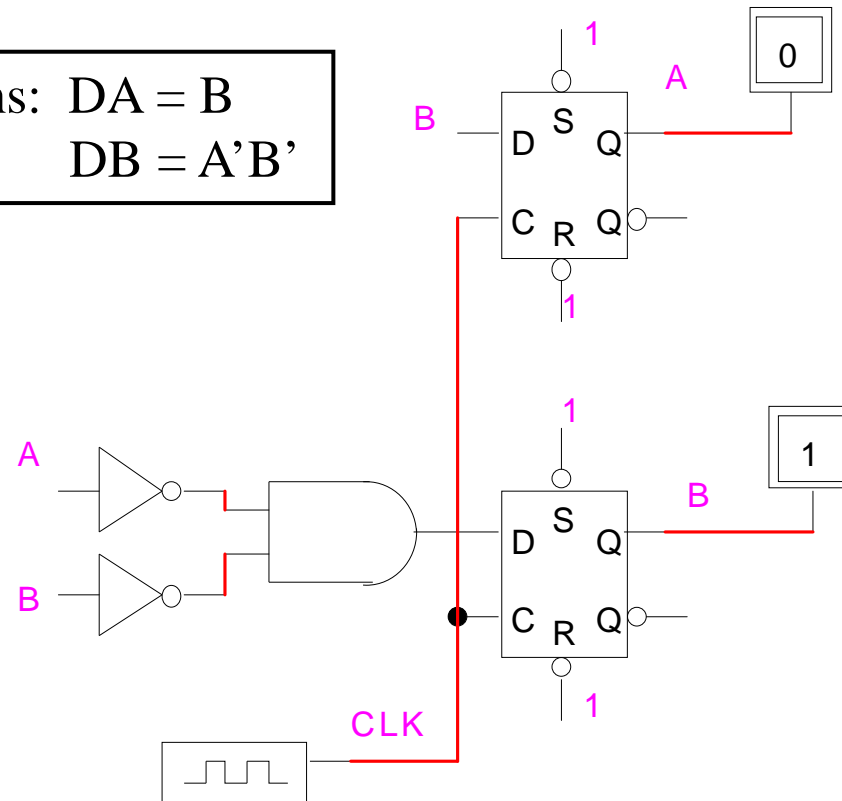 1
0
A
ns: DA = B
DB = A’B’
B
D S Q
C R Q
1
1
A
1
B
D S Q
B
C R Q
1
CLK